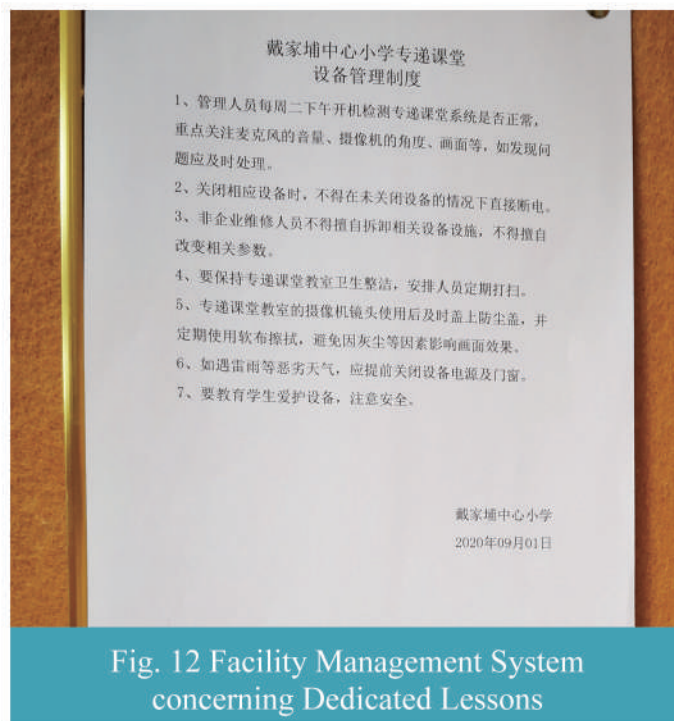 戴家埔中心小学专递课堂
设备管理制度
1、管理人员每周二下午开机检测专递课堂系统是否正常，
重点关注麦克风的音量、摄像机的角度、画面等，如发现问
题应及时处理。
2、关闭相应设备时，不得在未关闭设备的情况下直接断电。
3、非企业维修人员不得擅自拆卸相关设备设施，不得擅自
改变相关参数。
4、要保持专递课堂教室卫生整洁，安排人员定期打扫。
5、专递课堂教室的摄像机镜头使用后及时盖上防尘盖，并
定期使用软布擦拭，避免因灰尘等因素影响画面效果。
6、如遇雷雨等恶劣天气，应提前关闭设备电源及门窗。
7、要教育学生爱护设备，注意安全。
戴家埔中心小学
2020年09月01日
Fig. 12 Facility Management System
concerning Dedicated Lessons